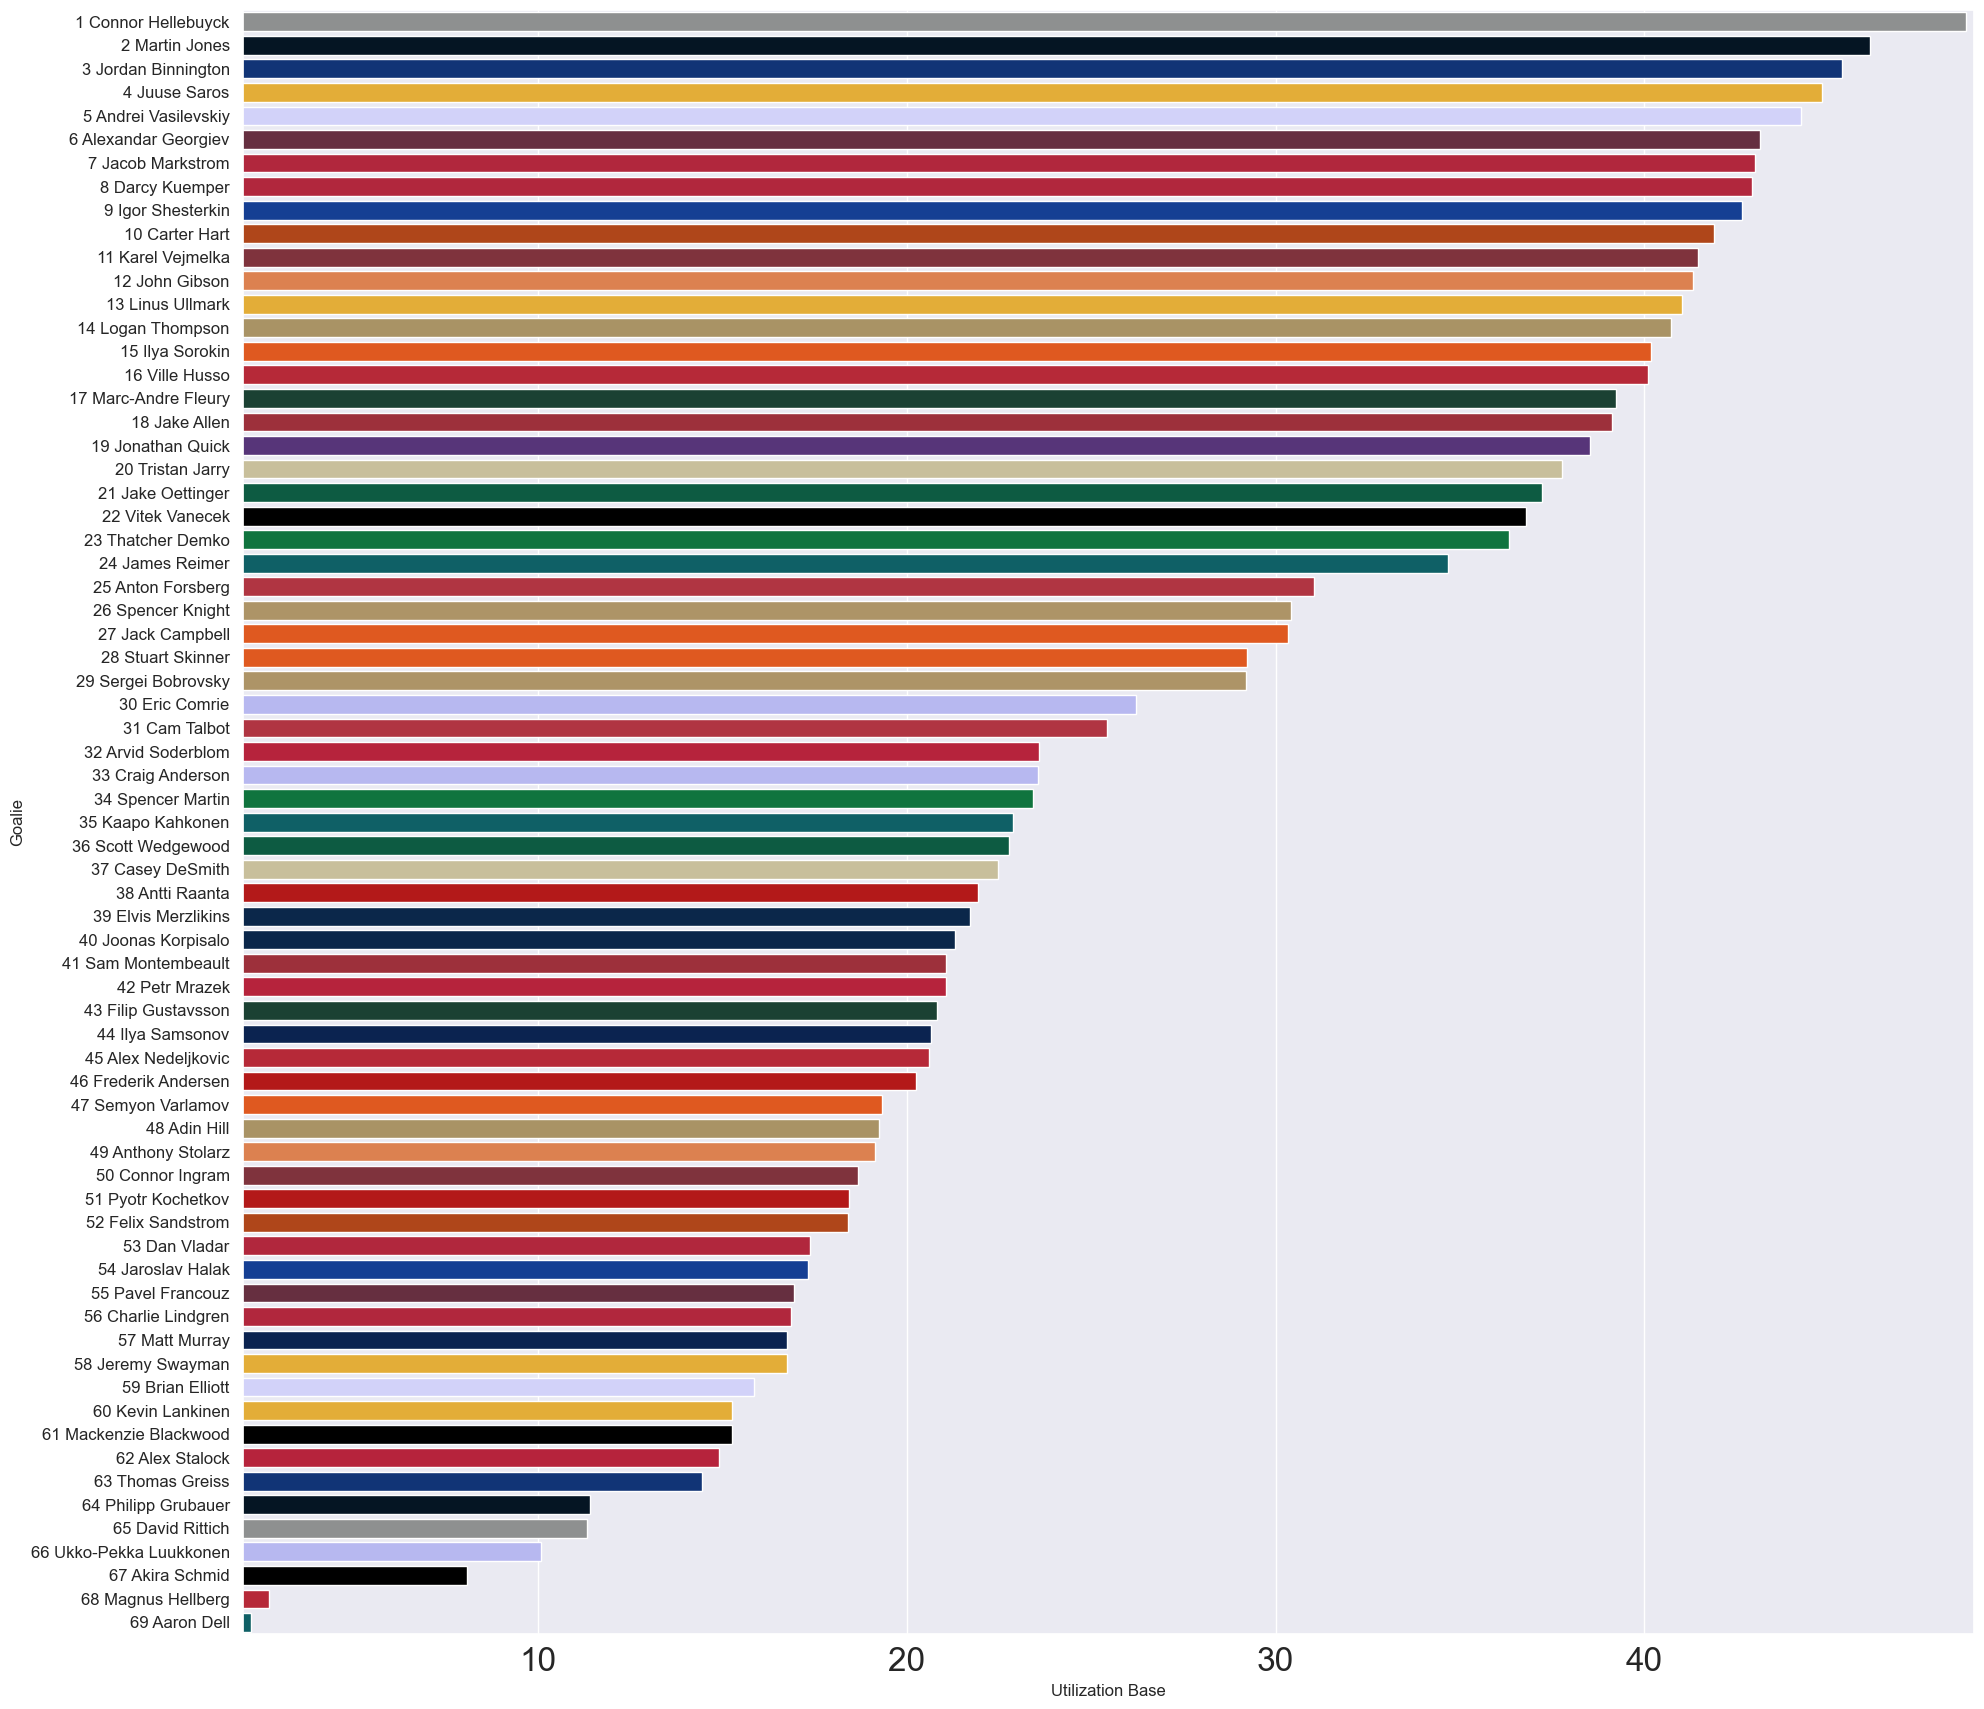 1 Connor Hellebuyck
2 Martin Jones
3 Jordan Binnington
4 Juuse Saros
5 Andrei Vasilevskiy
6 Alexandar Georgiev
7 Jacob Markstrom
8 Darcy Kuemper
9 Igor Shesterkin
10 Carter Hart
11 Karel Vejmelka
12 John Gibson
13 Linus Ullmark
14 Logan Thompson
15 Ilya Sorokin
16 Ville Husso
17 Marc-Andre Fleury
18 Jake Allen
19 Jonathan Quick
20 Tristan Jarry
21 Jake Oettinger
22 Vitek Vanecek
23 Thatcher Demko
24 James Reimer
25 Anton Forsberg
26 Spencer Knight
27 Jack Campbell
28 Stuart Skinner
29 Sergei Bobrovsky
30 Eric Comrie
31 Cam Talbot
32 Arvid Soderblom
33 Craig Anderson
34 Spencer Martin
35 Kaapo Kahkonen
36 Scott Wedgewood
37 Casey DeSmith
38 Antti Raanta
39 Elvis Merzlikins
40 Joonas Korpisalo
41 Sam Montembeault
42 Petr Mrazek
43 Filip Gustavsson
44 Ilya Samsonov
45 Alex Nedeljkovic
46 Frederik Andersen
47 Semyon Varlamov
48 Adin Hill
49 Anthony Stolarz
50 Connor Ingram
51 Pyotr Kochetkov
52 Felix Sandstrom
53 Dan Vladar
54 Jaroslav Halak
55 Pavel Francouz
56 Charlie Lindgren
57 Matt Murray
58 Jeremy Swayman
59 Brian Elliott
60 Kevin Lankinen
61 Mackenzie Blackwood
62 Alex Stalock
63 Thomas Greiss
64 Philipp Grubauer
65 David Rittich
66 Ukko-Pekka Luukkonen
67 Akira Schmid
68 Magnus Hellberg
69 Aaron Dell
Goalie
10 20 30 40
Utilization Base